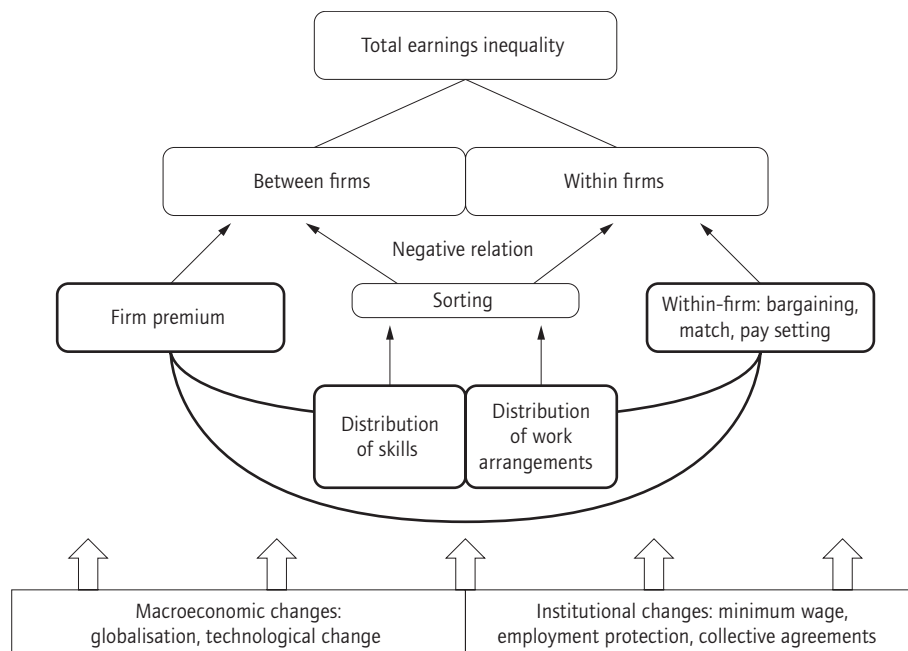 Total earnings inequality
Between firms
Within firms
Negative relation
Firm premium
Sorting
Within-firm: bargaining,
match, pay setting
Distribution
of skills
Distribution
of work
arrangements
Macroeconomic changes:
globalisation, technological change
Institutional changes: minimum wage,
employment protection, collective agreements